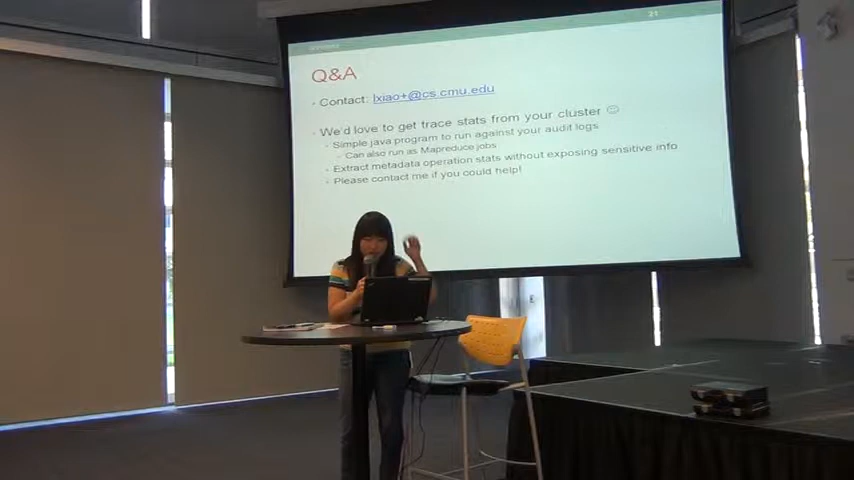 21
Q&A
Contact: lxiao+@cs.cmu.edu
We'd love to get trace stats from your cluster ☺
Simple java program to run against your audit logs
Can also run as Mapreduce jobs
Extract metadata operation stats without exposing sensitive info
Please contact me if you could help!